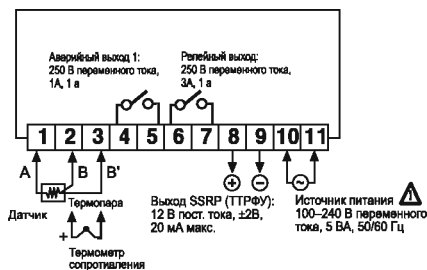 Аварийный выход 1:
250 В переменного тока,
1А, 1 а
Релейный выход:
250 В переменного тока,
3А, 1 а
1 2 3 4 5 6 7 8 9 10 11
A B B'
Датчик
Термопара
+
Термометр
сопротивления
+ −
Выход SSRP (ТТРФУ):
12 В пост. тока, ±2В,
20 мА макс.
~
Источник питания
100–240 В переменного
тока, 5 ВА, 50/60 Гц